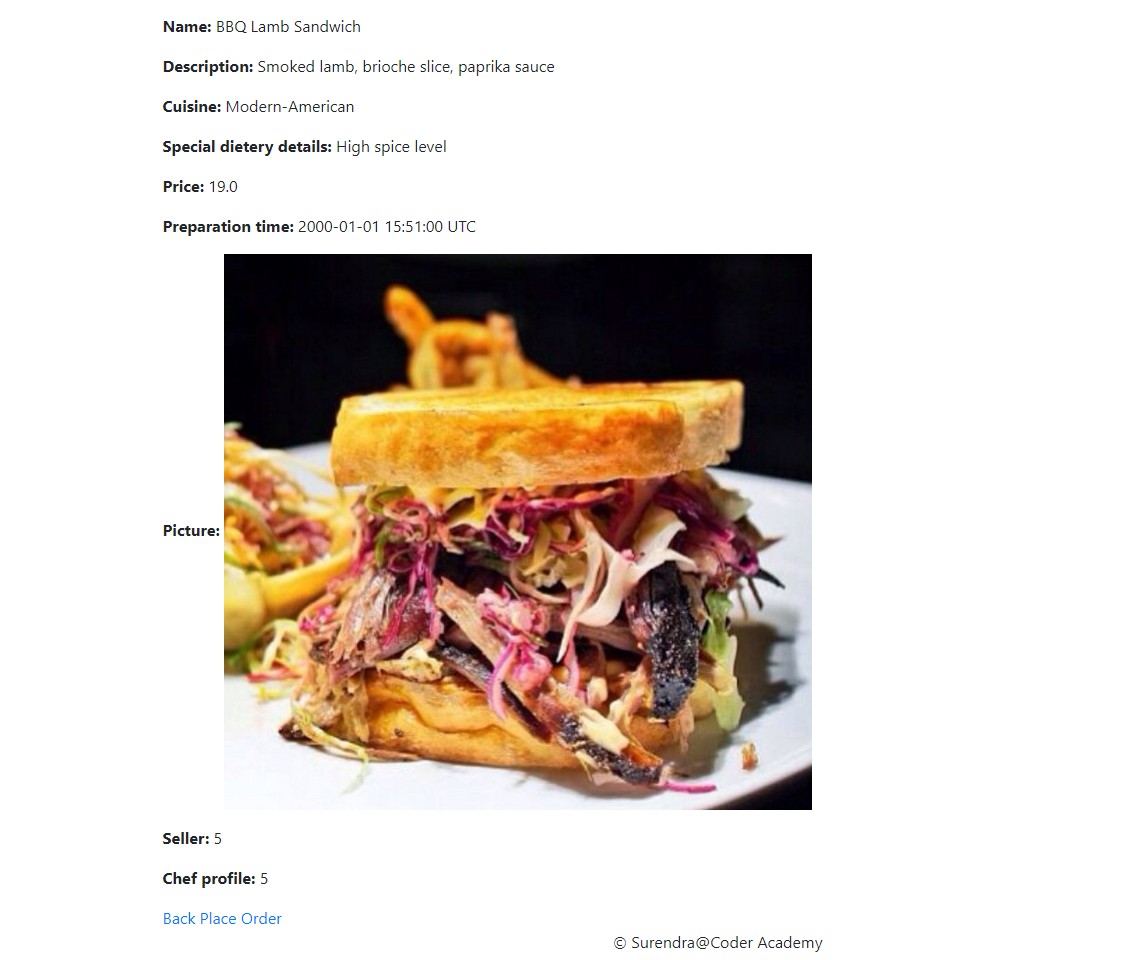 Name: BBQ Lamb Sandwich
Description: Smoked lamb, brioche slice, paprika sauce
Cuisine: Modern-American
Special dietery details: High spice level
Price: 19.0
Preparation time: 2000-01-01 15:51:00 UTC
Picture:
Seller: 5
Chef profile: 5
Back Place Order
© Surendra@Coder Academy